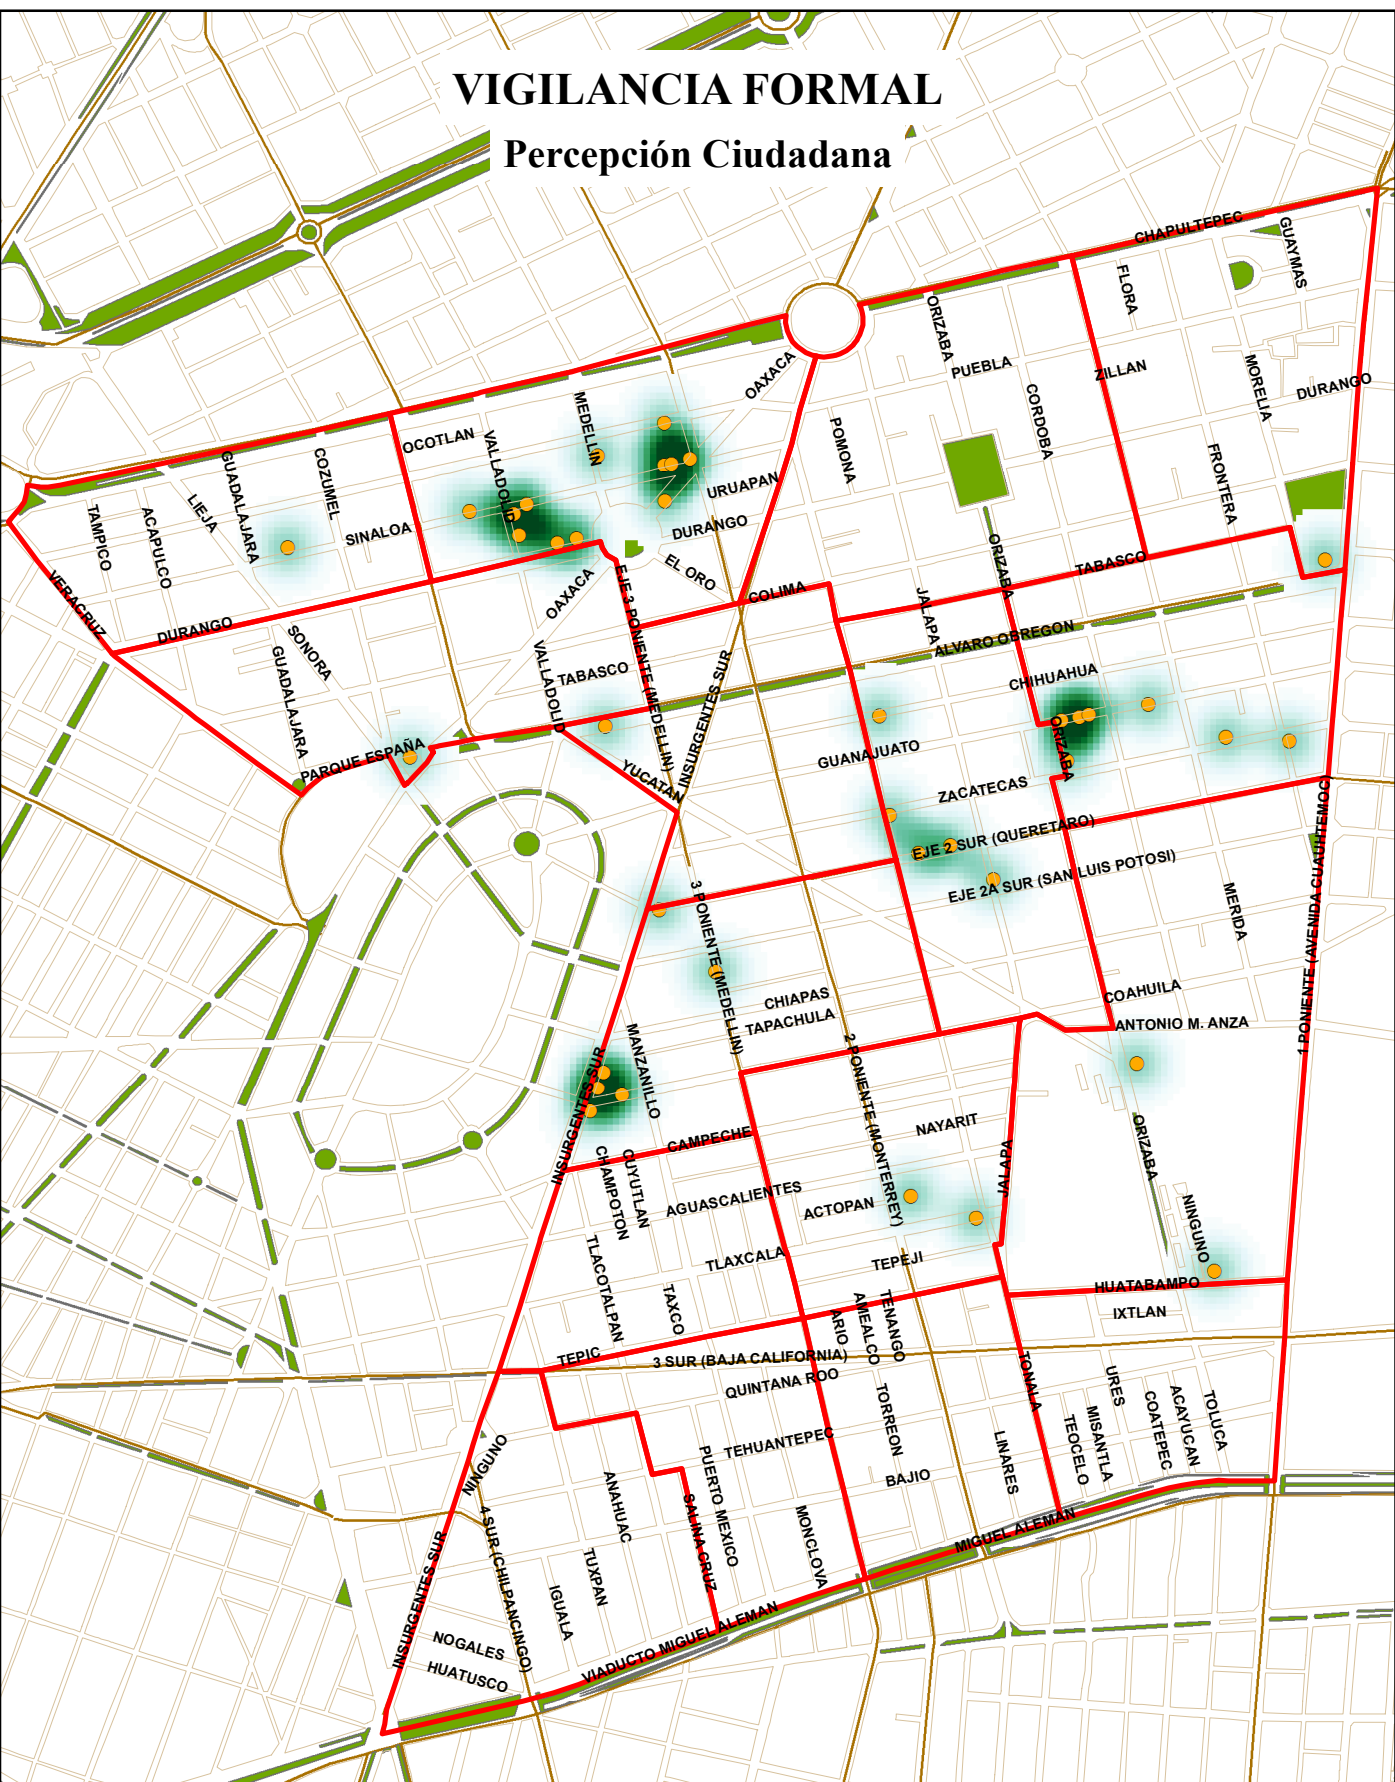 VIGILANCIA FORMAL
Percepción Ciudadana
CHAPULTEPEC
GUAYMAS
FLORA
ORIZABA
PUEBLA
ZILLAN
MORELIA
DURANGO
OAXACA
CORDOBA
MEDELLIN
OCOTLAN
VALLADOLID
POMONA
FRONTERA
GUADALAJARA
COZUMEL
LIEJA
TAMPICO
ACAPULCO
SINALOA
URUAPAN
DURANGO
EL ORO
ORIZABA
TABASCO
VERACRUZ
DURANGO
SONORA
OAXACA
EJE 3 PONIENTE (MEDELLIN)
COLIMA
JALAPA
ALVARO OBREGON
GUADALAJARA
VALLADOLID
TABASCO
INSURGENTES SUR
CHIHUAHUA
PARQUE ESPAÑA
YUCATAN
GUANAJUATO
ORIZABA
ZACATECAS
EJE 2 SUR (QUERETARO)
EJE 2A SUR (SAN LUIS POTOSI)
1 PONIENTE (AVENIDA CUAUHTEMOC)
MERIDA
3 PONIENTE (MEDELLIN)
CHIAPAS
TAPACHULA
COAHUILA
ANTONIO M. ANZA
MANZANILLO
INSURGENTES SUR
2 PONIENTE (MONTERREY)
NAYARIT
ORIZABA
CAMPECHE
JALAPA
CUYUTLAN
CHAMPOTON
AGUASCALIENTES
ACTOPAN
NINGUNO
TLACOTALPAN
TLAXCALA
TEPEJI
HUATABAMPO
IXTLAN
TAXCO
ARIO
AMEALCO
TENANGO
TEPIC
3 SUR (BAJA CALIFORNIA)
QUINTANA ROO
TONALA
URES
TORREON
MISANTLA
TEOCELO
COATEPEC
ACAYUCAN
TOLUCA
TEHUANTEPEC
LINARES
BAJIO
NINGUNO
PUERTO MEXICO
ANAHUAC
SALINA CRUZ
MONCLOVA
4 SUR (CHILPANCINGO)
MIGUEL ALEMAN
INSURGENTES SUR
TUXPAN
IGUALA
NOGALES
HUATUSCO
VIADUCTO MIGUEL ALEMAN